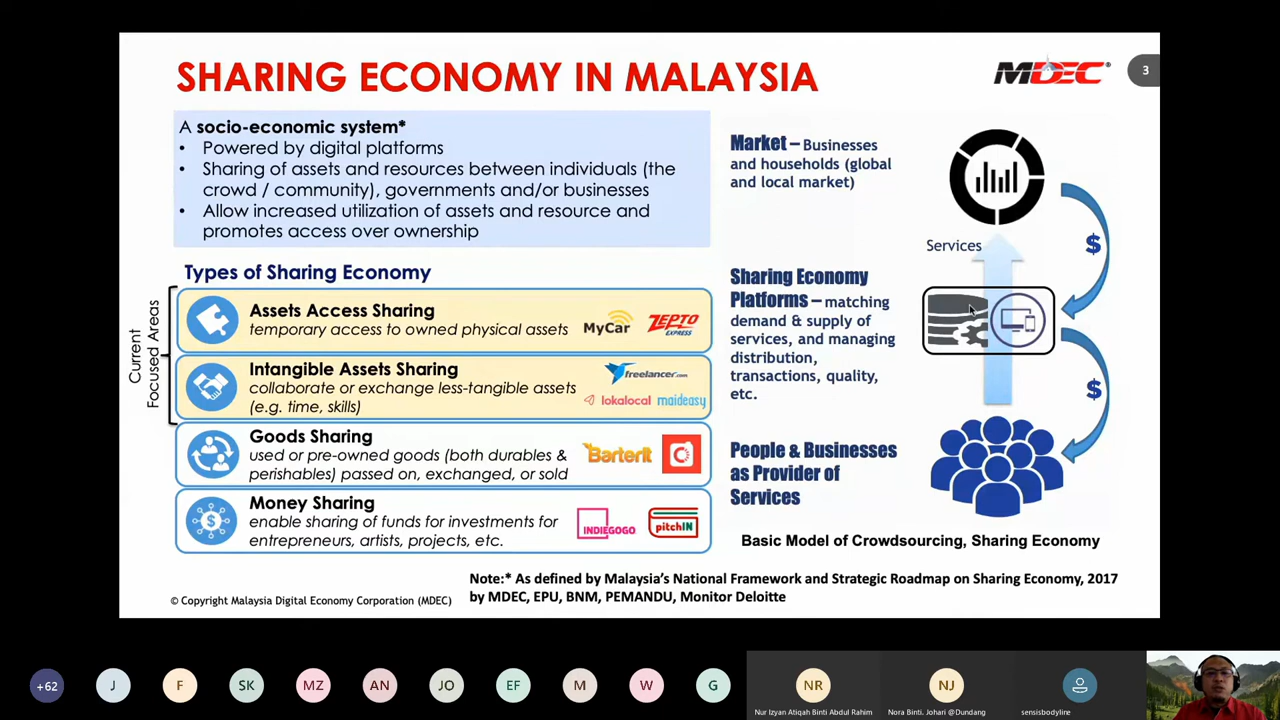 SHARING ECONOMY IN MALAYSIA
MDEC®
3
A socio-economic system*
• Powered by digital platforms
• Sharing of assets and resources between individuals (the
crowd / community), governments and/or businesses
• Allow increased utilization of assets and resource and
promotes access over ownership
Types of Sharing Economy
Current
Focused Areas
Assets Access Sharing
temporary access to owned physical assets
MyCar
ZEPTO
EXPRESS
Intangible Assets Sharing
collaborate or exchange less-tangible assets
(e.g. time, skills)
freelancer.com
lokalocal
maideasy
Goods Sharing
used or pre-owned goods (both durables &
perishables) passed on, exchanged, or sold
BarterIt
Money Sharing
enable sharing of funds for investments for
entrepreneurs, artists, projects, etc.
INDIEGOGO
pitchIN
Market – Businesses
and households (global
and local market)
Services
$
Sharing Economy
Platforms – matching
demand & supply of
services, and managing
distribution,
transactions, quality,
etc.
$
People & Businesses
as Provider of
Services
Basic Model of Crowdsourcing, Sharing Economy
Note:* As defined by Malaysia's National Framework and Strategic Roadmap on Sharing Economy, 2017
by MDEC, EPU, BNM, PEMANDU, Monitor Deloitte
© Copyright Malaysia Digital Economy Corporation (MDEC)
+62
J
F
SK
MZ
AN
JO
EF
M
W
G
NR
NJ
Nur Izyan Atiqah Binti Abdul Rahim
Nora Binti. Johari @Dundang
sensisbodyline